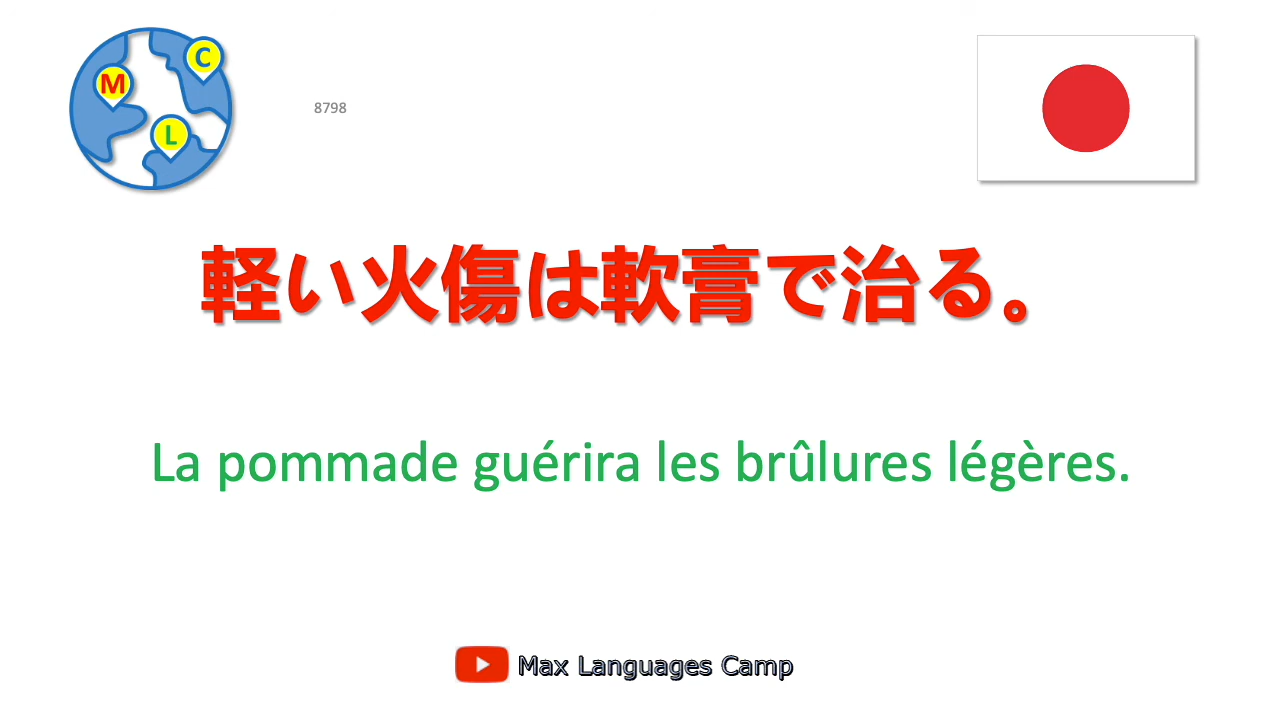 M
C
L
8798
軽い火傷は軟膏で治る。
La pommade guérira les brûlures légères.
Max Languages Camp